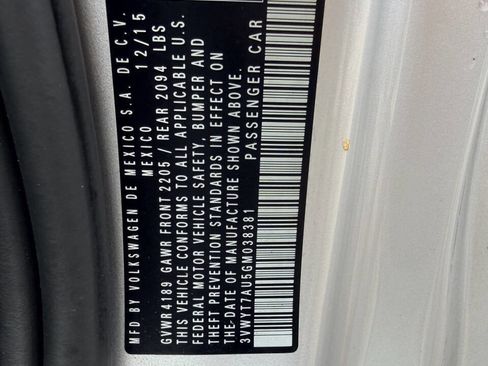 MFD BY VOLKSWAGEN DE MEXICO S.A. DE C.V.
MEXICO 12/15
GVWR 4189 GAWR FRONT 2205 / REAR 2094 LBS
THIS VEHICLE CONFORMS TO ALL APPLICABLE U.S.
FEDERAL MOTOR VEHICLE SAFETY, BUMPER AND
THEFT PREVENTION STANDARDS IN EFFECT ON
THE DATE OF MANUFACTURE SHOWN ABOVE.
3VWYT7AU5GM038381 PASSENGER CAR